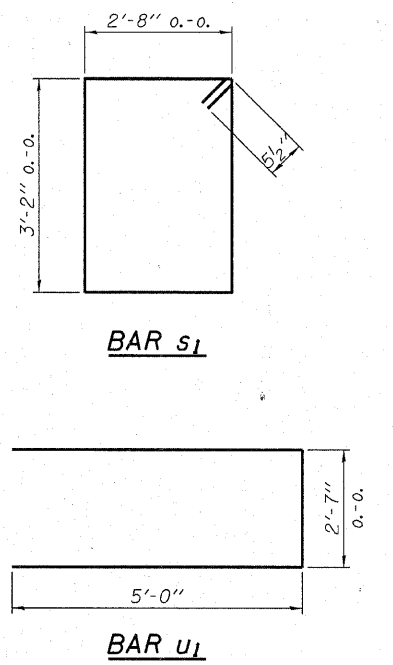 2'-8" o.-o.
3'-2" o.-o.
5½"
BAR s1
2'-7"
o.-o.
5'-0"
BAR u1